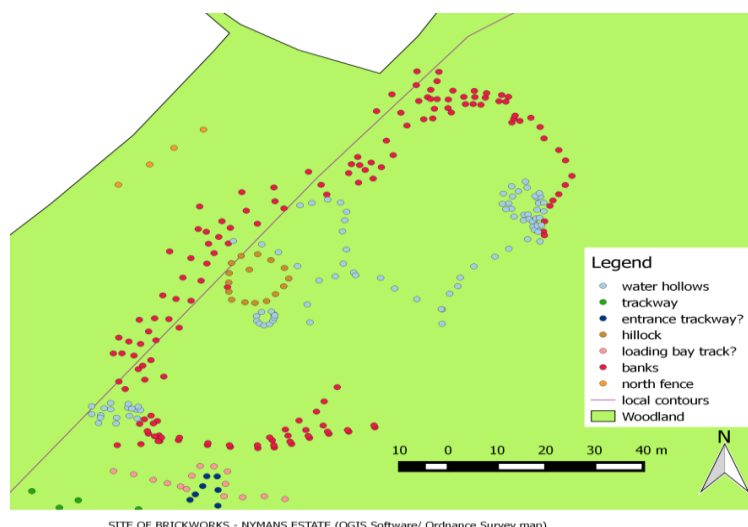 Legend
water hollows
trackway
entrance trackway?
hillock
loading bay track?
banks
north fence
local contours
Woodland
10 0 10 20 30 40 m
N
SITE OF BRICKWORKS - NYMANS ESTATE (QGIS Software/ Ordnance Survey map)